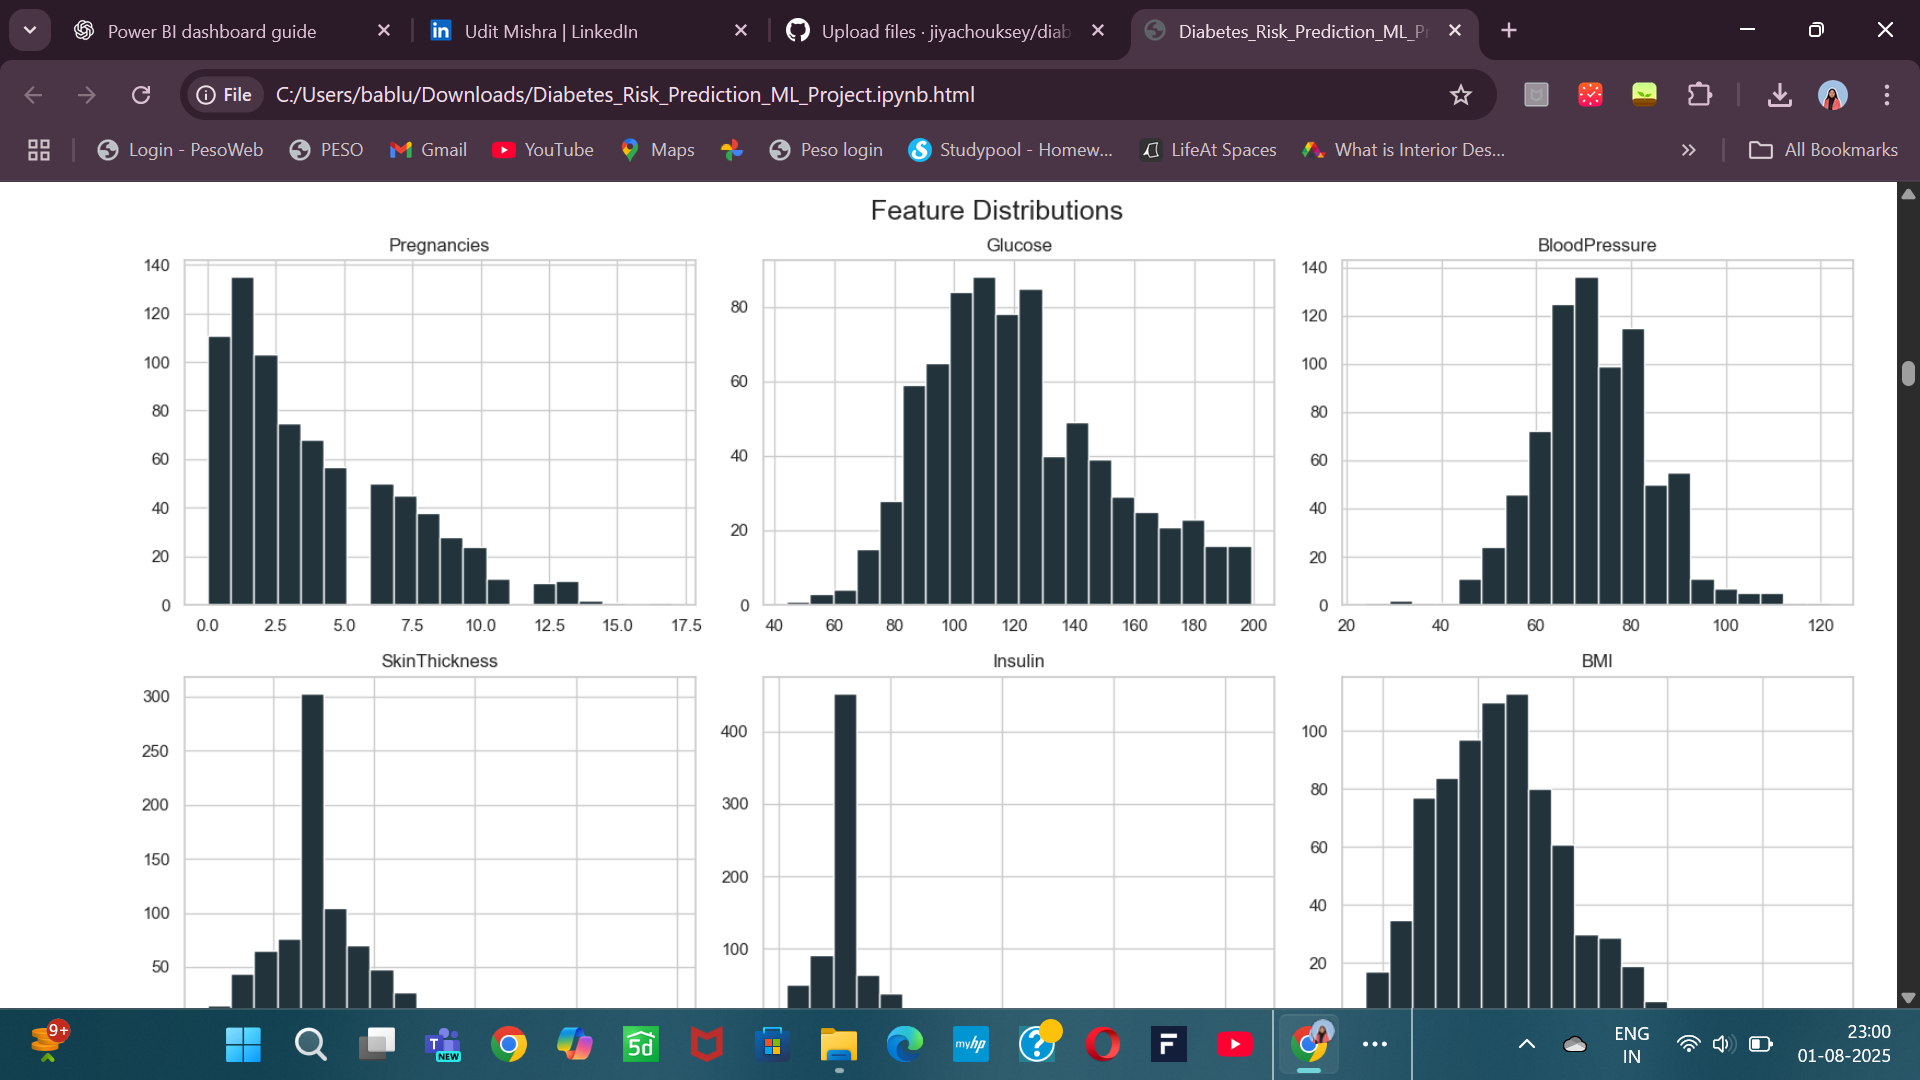 Power BI dashboard guide
Udit Mishra | LinkedIn
Upload files · jiyachouksey/diab
Diabetes_Risk_Prediction_ML_Pr
File
C:/Users/bablu/Downloads/Diabetes_Risk_Prediction_ML_Project.ipynb.html
Login - PesoWeb
PESO
Gmail
YouTube
Maps
Peso login
Studypool - Homew...
LifeAt Spaces
What is Interior Des...
All Bookmarks
Feature Distributions
Pregnancies
140
120
100
80
60
40
20
0
0.0 2.5 5.0 7.5 10.0 12.5 15.0 17.5
Glucose
80
60
40
20
0
40 60 80 100 120 140 160 180 200
BloodPressure
140
120
100
80
60
40
20
0
20 40 60 80 100 120
SkinThickness
300
250
200
150
100
50
Insulin
400
300
200
100
BMI
100
80
60
40
20
9+
T
NEW
5d
myhp
?
F
ENG
IN
23:00
01-08-2025